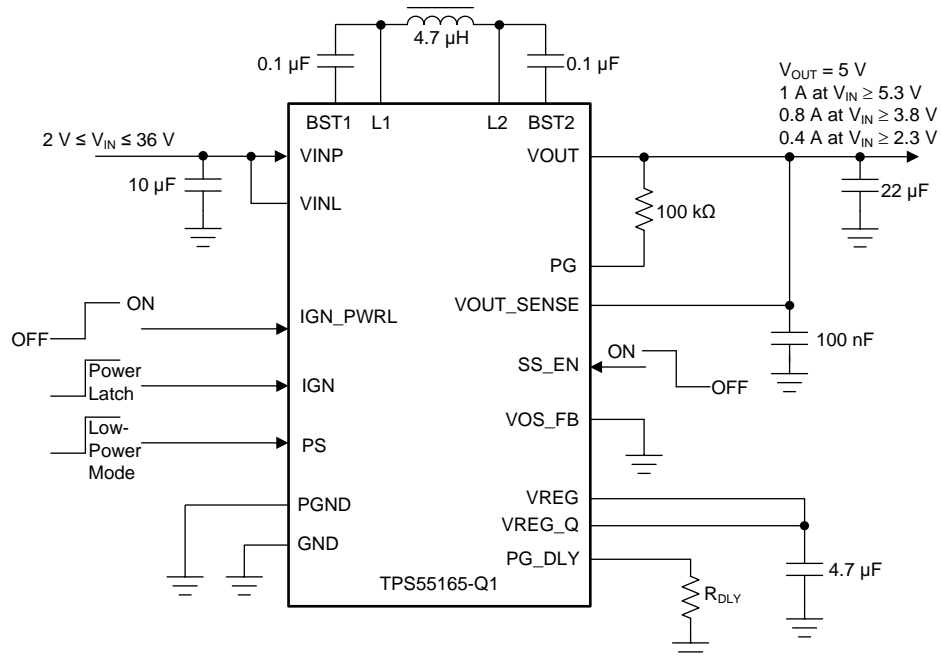 4.7 µH
0.1 µF
0.1 µF
V_OUT = 5 V
1 A at V_IN ≥ 5.3 V
0.8 A at V_IN ≥ 3.8 V
0.4 A at V_IN ≥ 2.3 V
BST1 L1 L2 BST2
2 V ≤ V_IN ≤ 36 V
VINP
VOUT
10 µF
VINL
22 µF
100 kΩ
PG
VOUT_SENSE
ON
OFF
IGN_PWRL
100 nF
SS_EN
ON
OFF
Power
Latch
IGN
VOS_FB
Low-
Power
Mode
PS
PGND
VREG
VREG_Q
GND
PG_DLY
4.7 µF
TPS55165-Q1
R_DLY